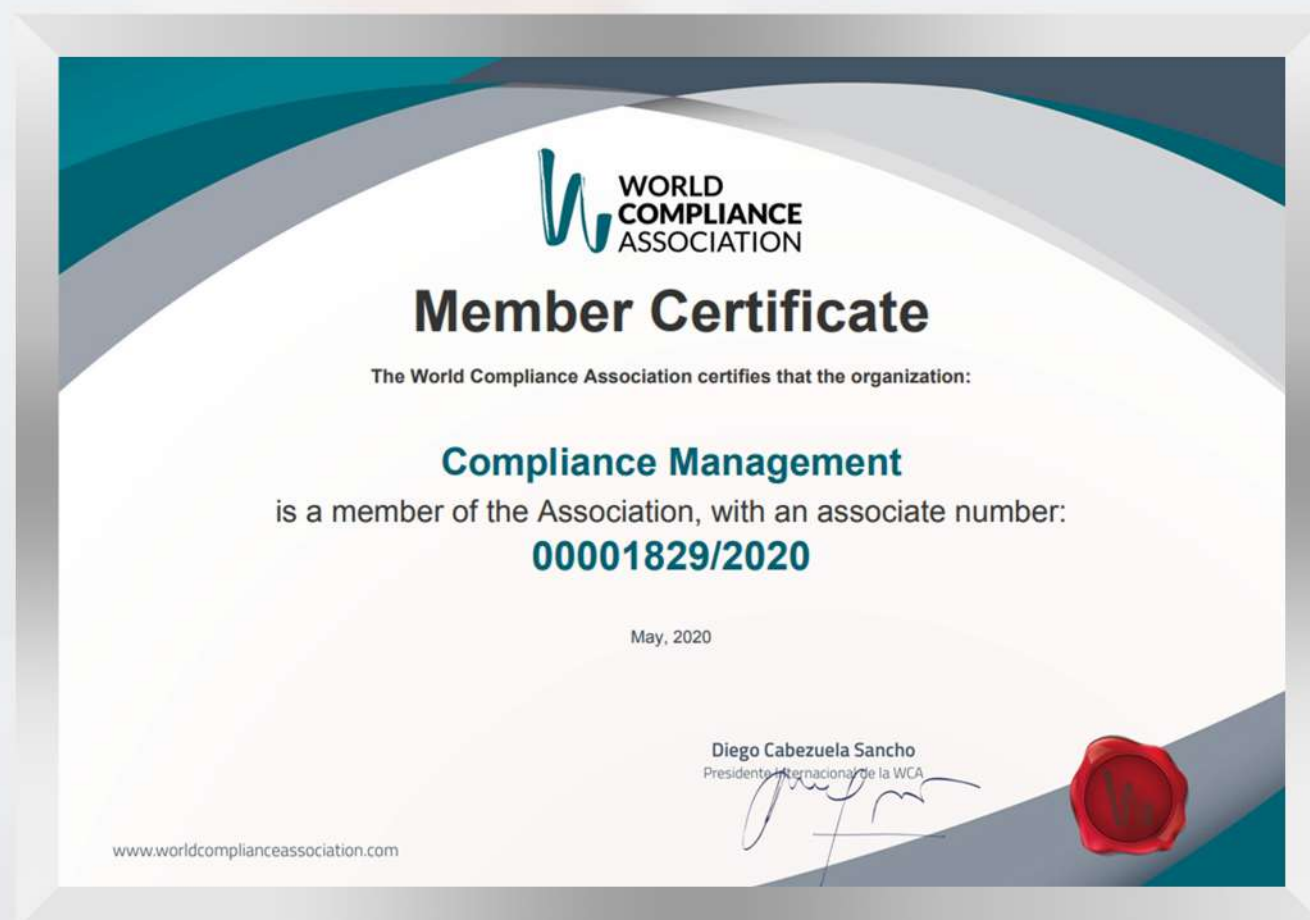 WORLD
COMPLIANCE
ASSOCIATION
Member Certificate
The World Compliance Association certifies that the organization:
Compliance Management
is a member of the Association, with an associate number:
00001829/2020
May, 2020
Diego Cabezuela Sancho
Presidente Internacional de la WCA
www.worldcomplianceassociation.com